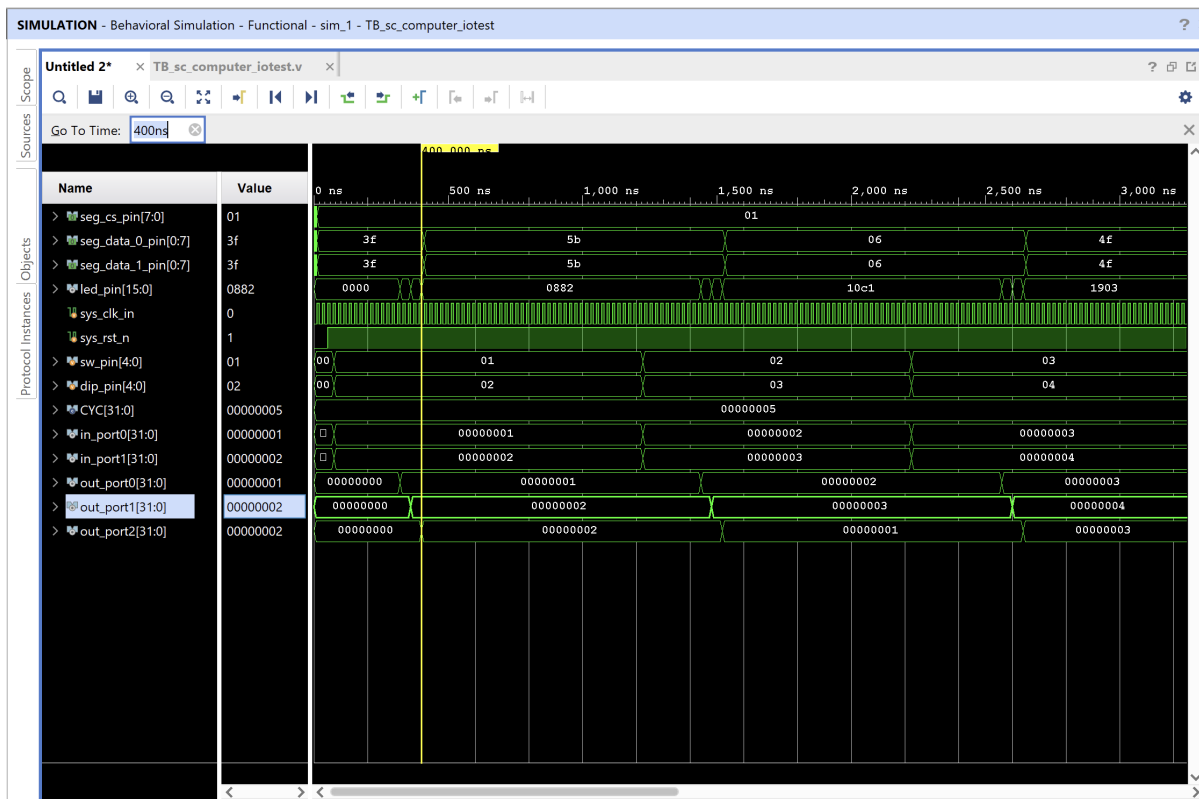 SIMULATION - Behavioral Simulation - Functional - sim_1 - TB_sc_computer_iotest ?
Scope
Sources
Objects
Protocol Instances
Untitled 2* × TB_sc_computer_iotest.v × ?
Go To Time: 400ns
400.000 ns
Name Value
0 ns 500 ns 1,000 ns 1,500 ns 2,000 ns 2,500 ns 3,000 ns
seg_cs_pin[7:0] 01 01
seg_data_0_pin[0:7] 3f 3f 5b 06 4f
seg_data_1_pin[0:7] 3f 3f 5b 06 4f
led_pin[15:0] 0882 0000 0882 10c1 1903
sys_clk_in 0
sys_rst_n 1
sw_pin[4:0] 01 00 01 02 03
dip_pin[4:0] 02 00 02 03 04
CYC[31:0] 00000005 00000005
in_port0[31:0] 00000001 00000001 00000002 00000003
in_port1[31:0] 00000002 00000002 00000003 00000004
out_port0[31:0] 00000001 00000000 00000001 00000002 00000003
out_port1[31:0] 00000002 00000000 00000002 00000003 00000004
out_port2[31:0] 00000002 00000000 00000002 00000001 00000003